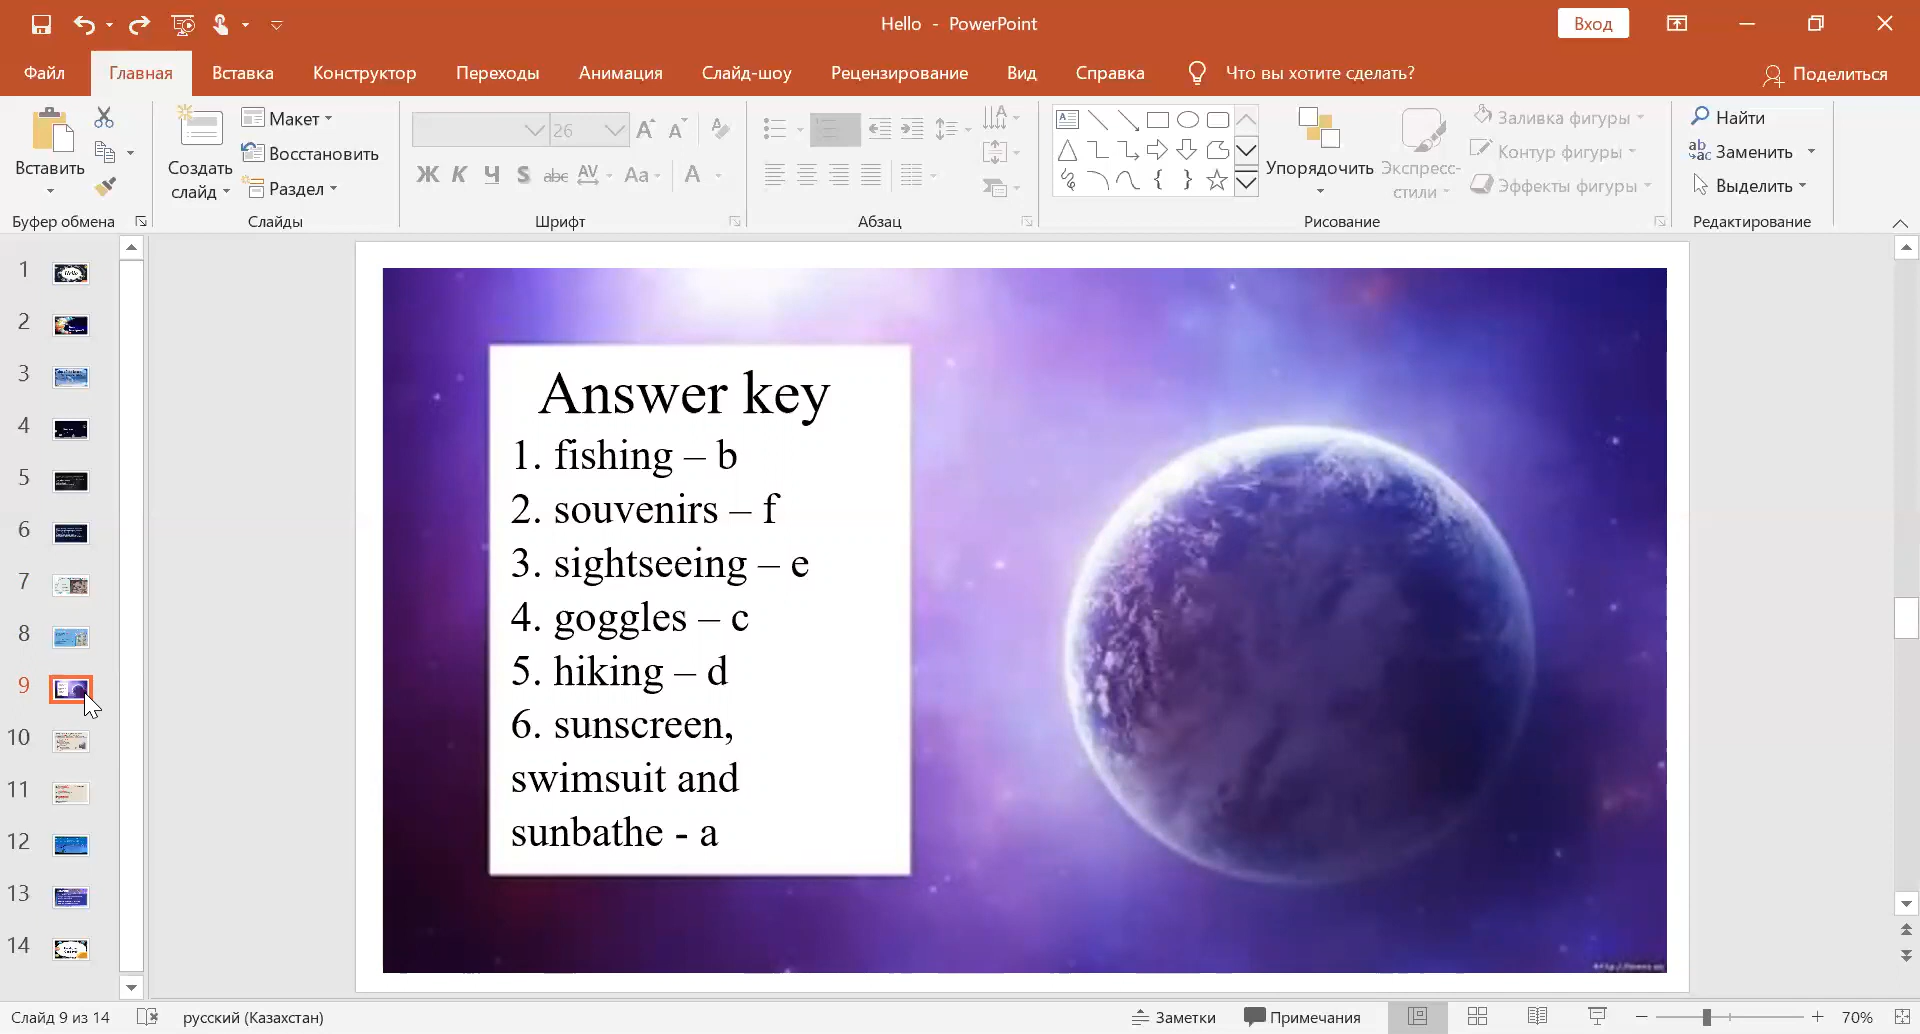 Hello - PowerPoint
Вход
Файл Главная Вставка Конструктор Переходы Анимация Слайд-шоу Рецензирование Вид Справка Что вы хотите сделать? Поделиться
Вставить
Буфер обмена
Создать слайд
Макет
Восстановить
Раздел
Слайды
26
Ж К Ч S abc AV Aa A
Шрифт
Абзац
Упорядочить
Экспресс-стили
Заливка фигуры
Контур фигуры
Эффекты фигуры
Рисование
Найти
Заменить
Выделить
Редактирование
1
2
3
4
5
6
7
8
9
10
11
12
13
14
Answer key
1. fishing – b
2. souvenirs – f
3. sightseeing – e
4. goggles – c
5. hiking – d
6. sunscreen,
swimsuit and
sunbathe - a
Слайд 9 из 14 русский (Казахстан) Заметки Примечания 70%